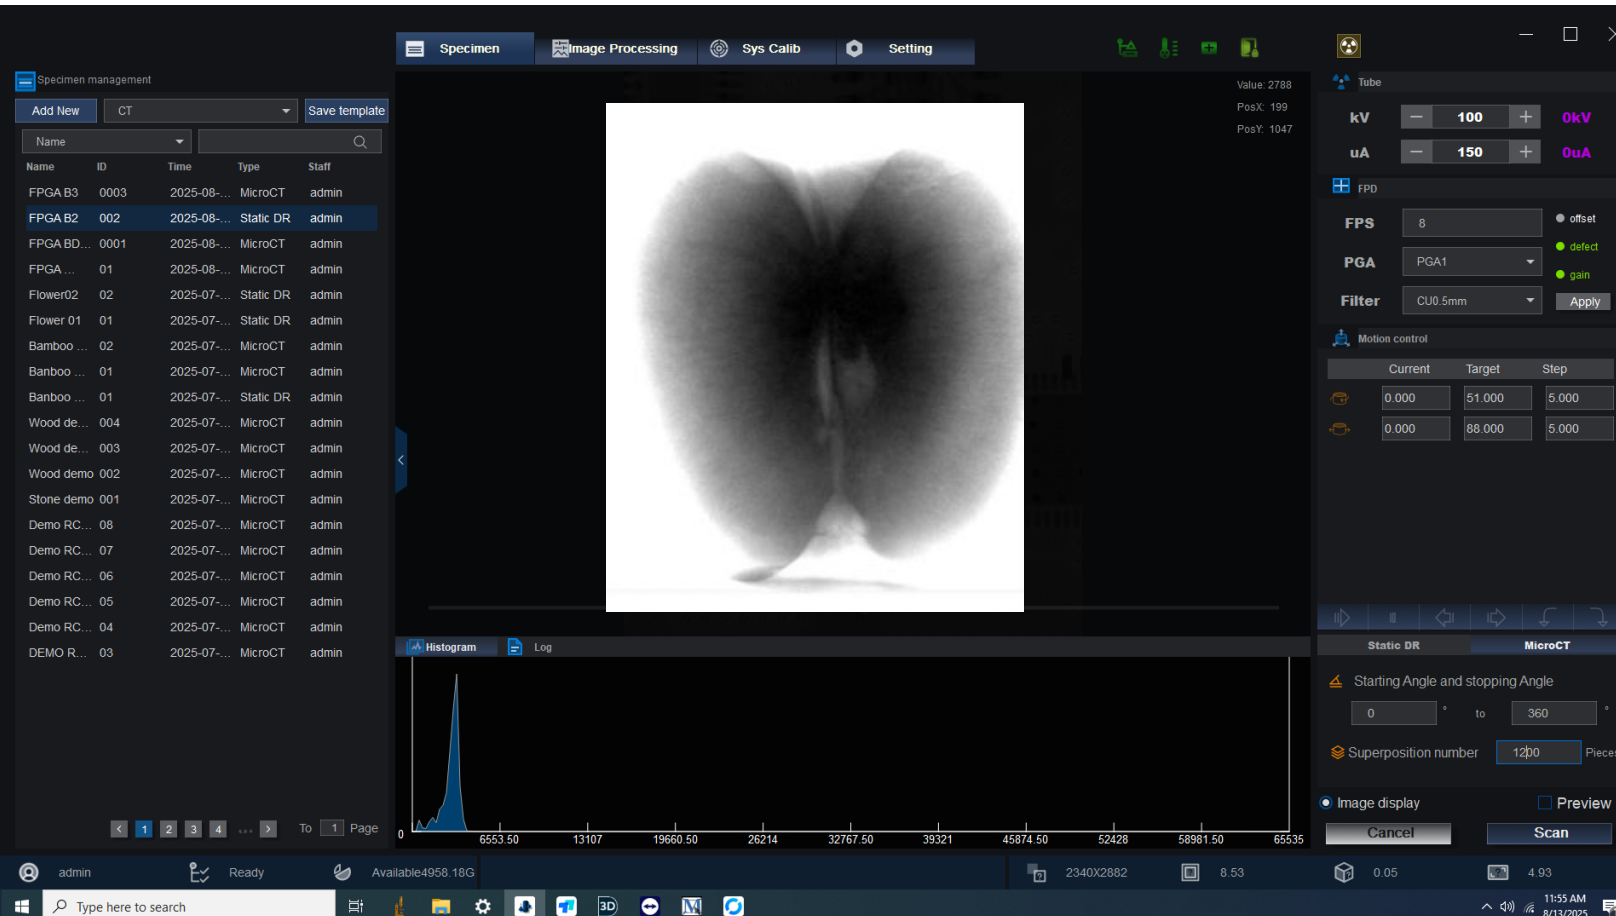 Specimen
Image Processing
Sys Calib
Setting
Specimen management
Add New
CT
Save template
Name
Name ID Time Type Staff
FPGA B3 0003 2025-08-... MicroCT admin
FPGA B2 002 2025-08-... Static DR admin
FPGA BD... 0001 2025-08-... MicroCT admin
FPGA ... 01 2025-08-... MicroCT admin
Flower02 02 2025-07-... Static DR admin
Flower 01 01 2025-07-... Static DR admin
Bamboo ... 02 2025-07-... MicroCT admin
Banboo ... 01 2025-07-... MicroCT admin
Banboo ... 01 2025-07-... Static DR admin
Wood de... 004 2025-07-... MicroCT admin
Wood de... 003 2025-07-... MicroCT admin
Wood demo 002 2025-07-... MicroCT admin
Stone demo 001 2025-07-... MicroCT admin
Demo RC... 08 2025-07-... MicroCT admin
Demo RC... 07 2025-07-... MicroCT admin
Demo RC... 06 2025-07-... MicroCT admin
Demo RC... 05 2025-07-... MicroCT admin
Demo RC... 04 2025-07-... MicroCT admin
DEMO R... 03 2025-07-... MicroCT admin
< 1 2 3 4 ... > To 1 Page
Value: 2788
PosX: 199
PosY: 1047
Histogram
Log
0 6553.50 13107 19660.50 26214 32767.50 39321 45874.50 52428 58981.50 65535
Tube
kV 100 0kV
uA 150 0uA
FPD
FPS 8 offset
defect
PGA PGA1
gain
Filter CU0.5mm Apply
Motion control
Current Target Step
0.000 51.000 5.000
0.000 88.000 5.000
Static DR MicroCT
Starting Angle and stopping Angle
0 ° to 360 °
Superposition number 1200 Pieces
Image display Preview
Cancel Scan
admin Ready Available4958.18G 2340X2882 8.53 0.05 4.93
Type here to search
3D
11:55 AM
8/13/2025